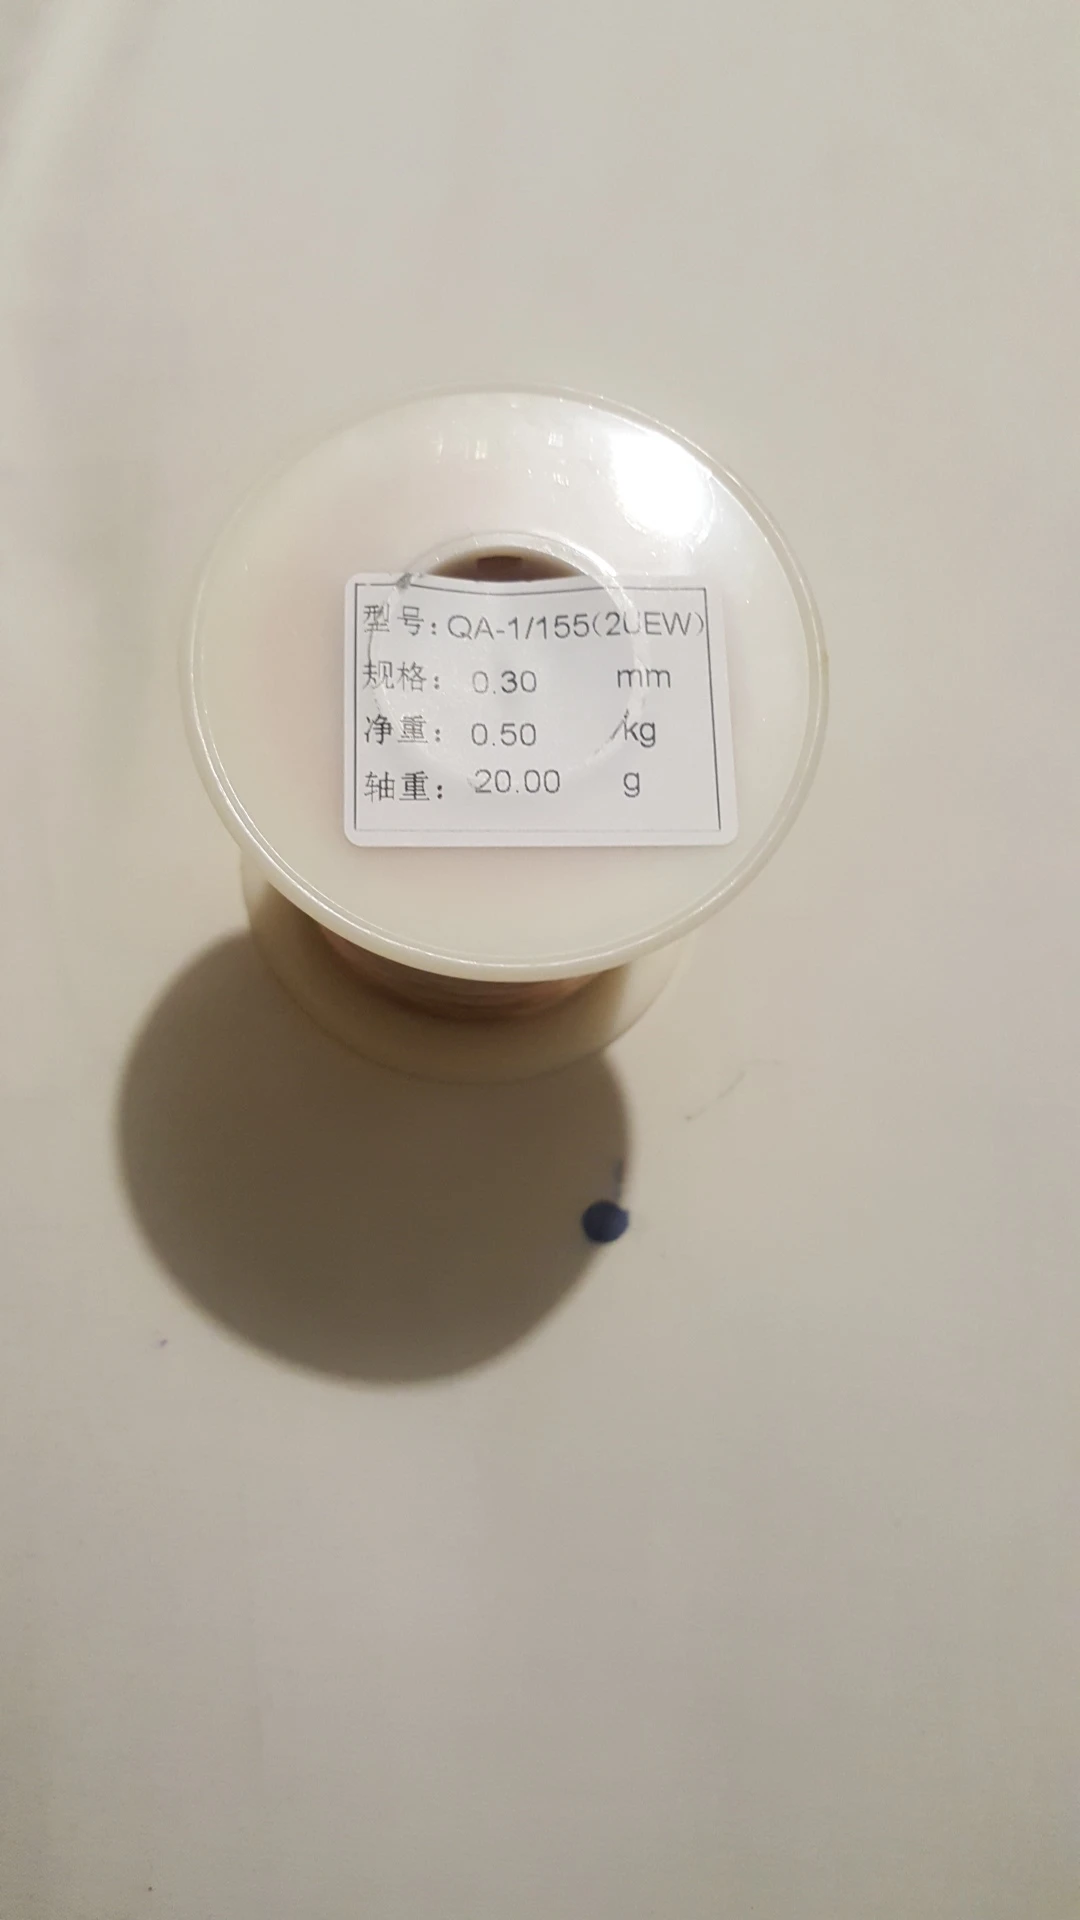 型号：QA-1/155（2UEW）
规格： 0.30 mm
净重： 0.50 kg
轴重： 20.00 g